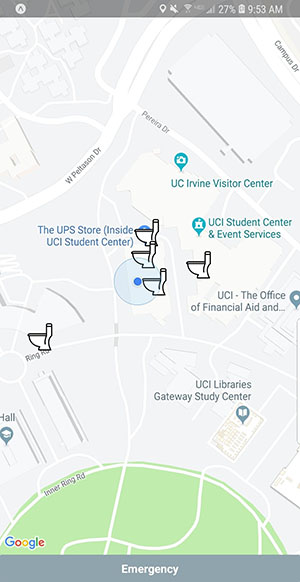 27% 9:53 AM
Campus Dr
Pereira Dr
W Peltason Dr
UC Irvine Visitor Center
The UPS Store (Inside
UCI Student Center)
UCI Student Center
& Event Services
UCI - The Office
of Financial Aid and...
Ring Rd
UCI Libraries
Gateway Study Center
Hall
Inner Ring Rd
Google
Emergency